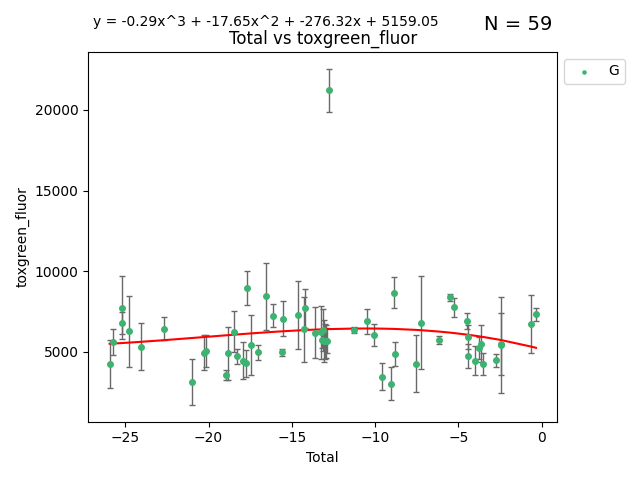 y = -0.29x^3 + -17.65x^2 + -276.32x + 5159.05
N = 59
Total vs toxgreen_fluor
G
toxgreen_fluor
20000
15000
10000
5000
−25
−20
−15
−10
−5
0
Total